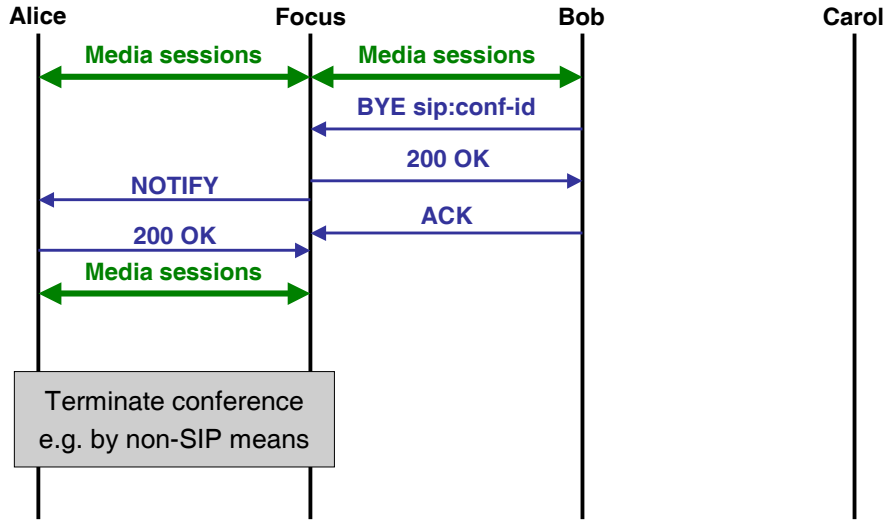 Alice Focus Bob Carol
Media sessions Media sessions
BYE sip:conf-id
200 OK
NOTIFY
ACK
200 OK
Media sessions
Terminate conference
e.g. by non-SIP means